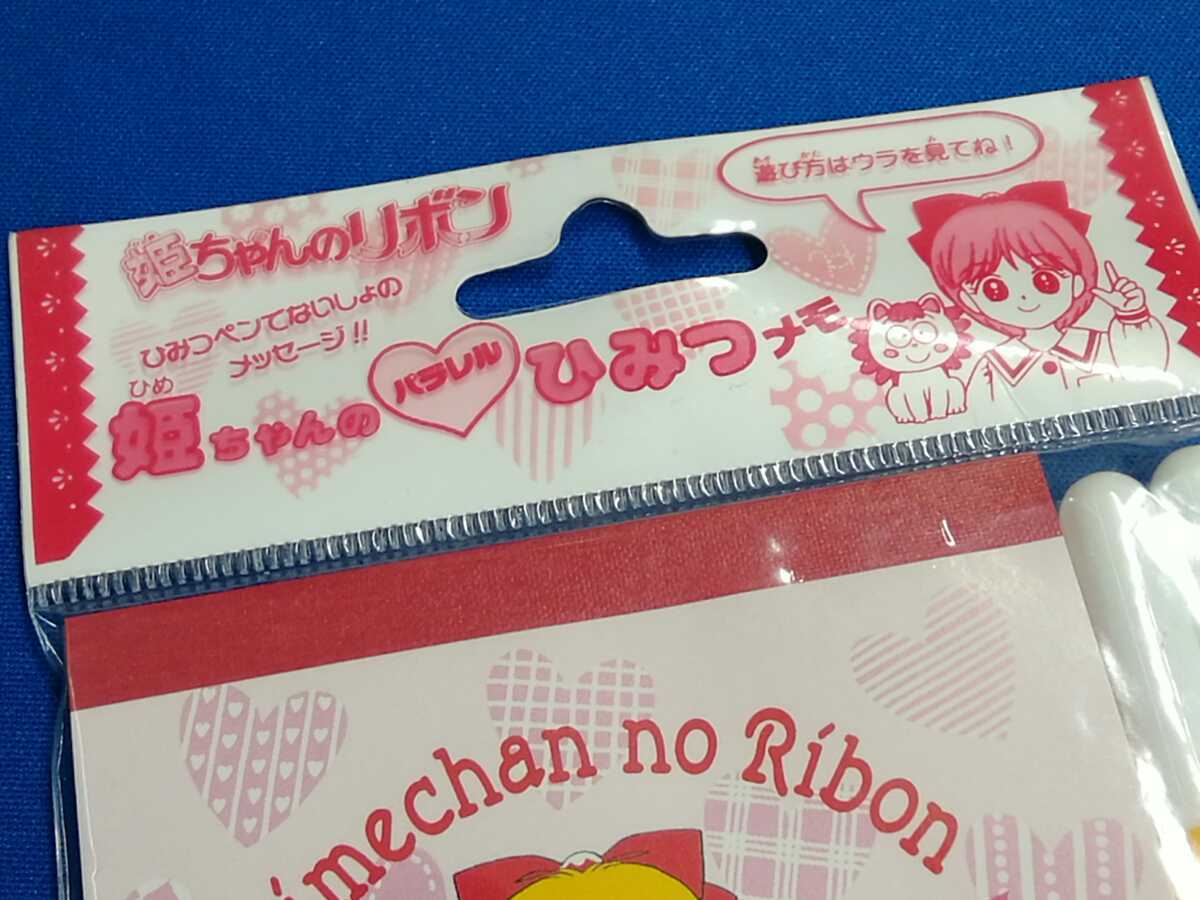 遊び方はウラを見てね！
姫ちゃんのリボン
ひみつペンでないしょの
メッセージ!!
ひめ
姫ちゃんの パラレル ひみつメモ
imechan no Ribon